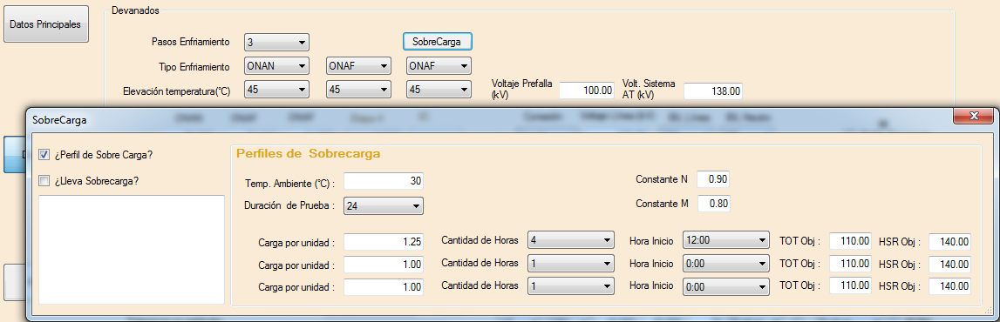 Datos Principales
Devanados
Pasos Enfriamiento 3 SobreCarga
Tipo Enfriamiento ONAN ONAF ONAF
Elevación temperatura(°C) 45 45 45 Voltaje Prefalla (kV) 100.00 Volt. Sistema AT (kV) 138.00
SobreCarga
¿Perfil de Sobre Carga?
¿Lleva Sobrecarga?
Perfiles de Sobrecarga
Temp. Ambiente (°C) : 30 Constante N 0.90
Duración de Prueba : 24 Constante M 0.80
Carga por unidad : 1.25 Cantidad de Horas 4 Hora Inicio 12:00 TOT Obj : 110.00 HSR Obj : 140.00
Carga por unidad : 1.00 Cantidad de Horas 1 Hora Inicio 0:00 TOT Obj : 110.00 HSR Obj : 140.00
Carga por unidad : 1.00 Cantidad de Horas 1 Hora Inicio 0:00 TOT Obj : 110.00 HSR Obj : 140.00